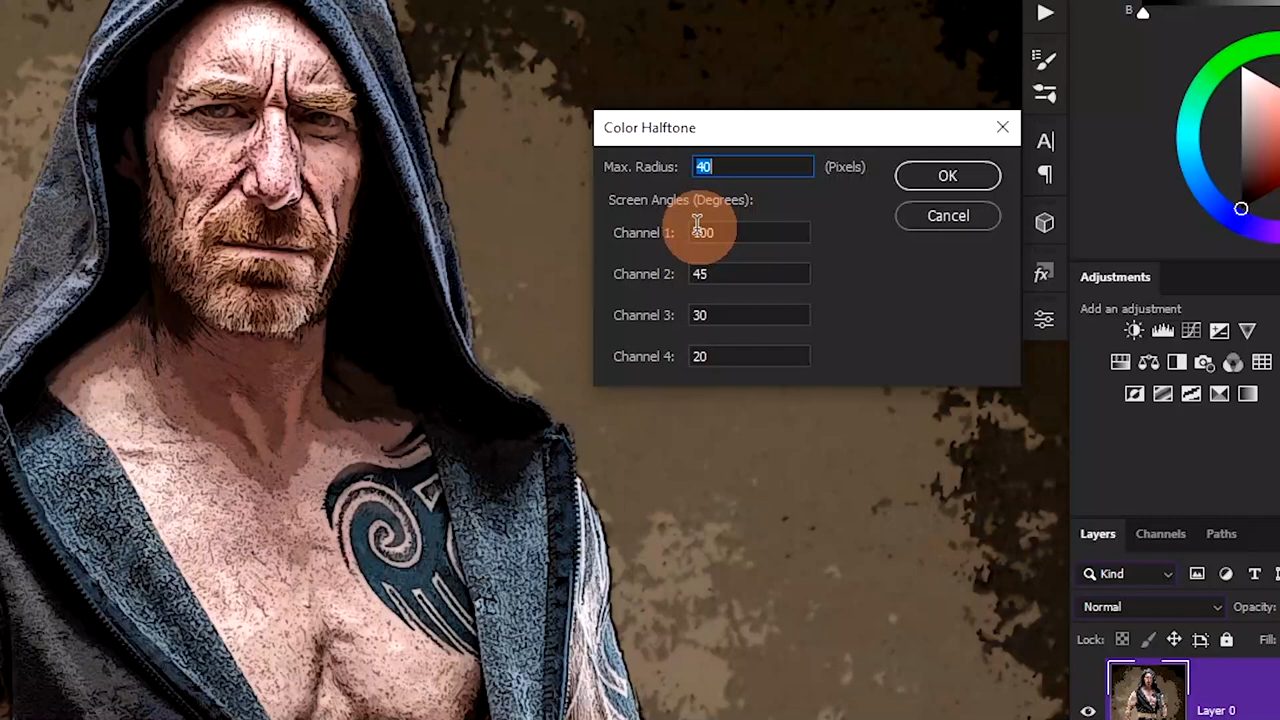 B
Color Halftone
Max. Radius: 40 (Pixels)
OK
Screen Angles (Degrees):
Cancel
Channel 1:
Channel 2: 45
Channel 3: 30
Channel 4: 20
A
fx
Adjustments
Add an adjustment
Layers Channels Paths
Kind T
Normal Opacity:
Lock: Fill:
Layer 0